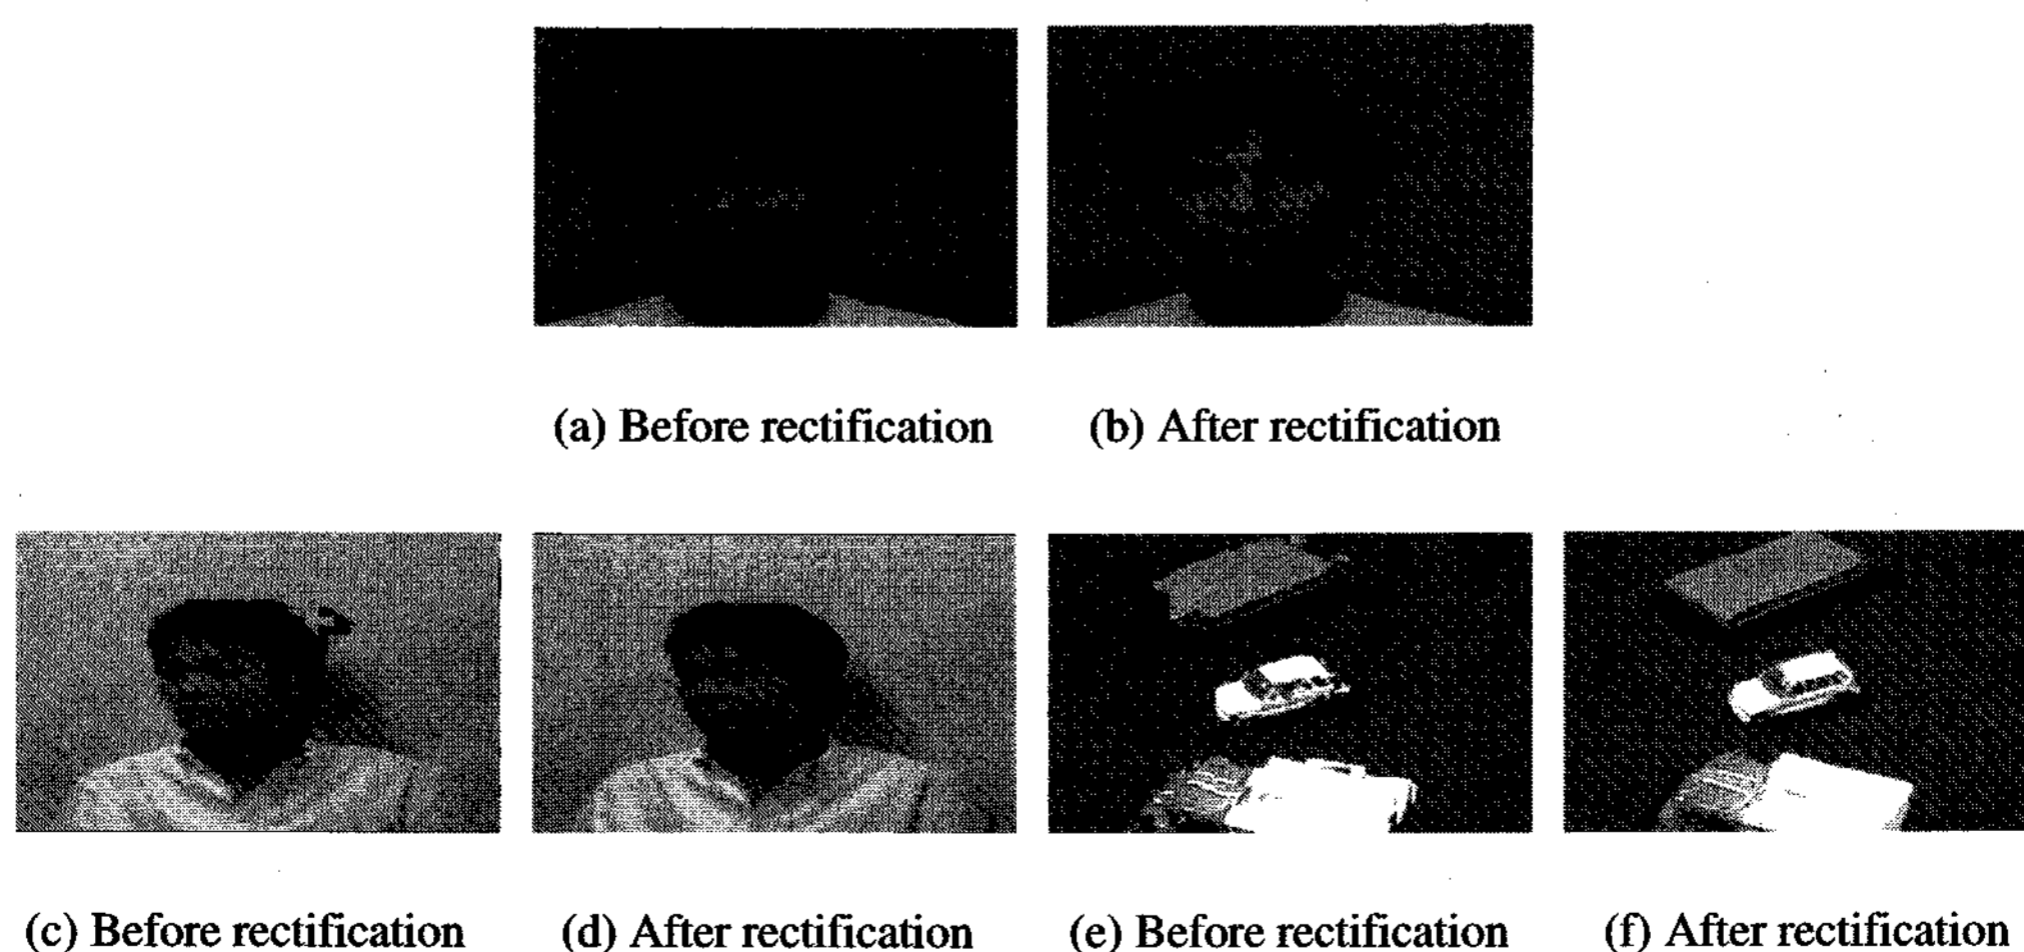 (a) Before rectification
(b) After rectification
(c) Before rectification
(d) After rectification
(e) Before rectification
(f) After rectification